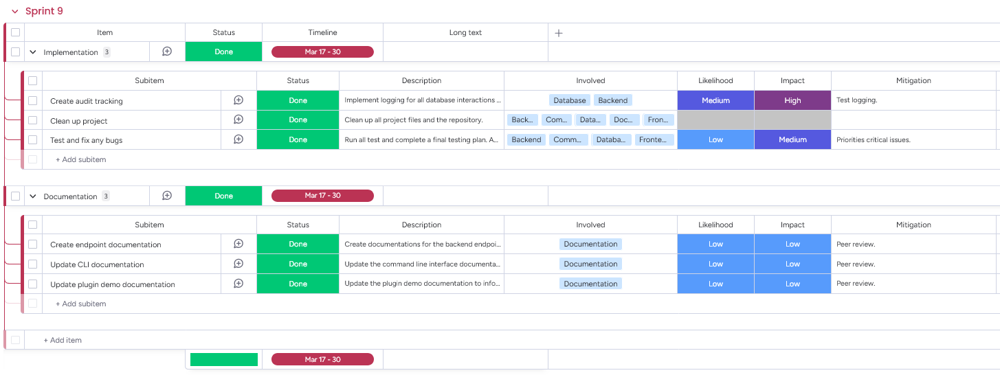 Sprint 9
Item Status Timeline Long text +
Implementation 3 Done Mar 17 - 30
Subitem Status Description Involved Likelihood Impact Mitigation
Create audit tracking Done Implement logging for all database interactions ... Database Backend Medium High Test logging.
Clean up project Done Clean up all project files and the repository. Back... Com... Data... Doc... Fron...
Test and fix any bugs Done Run all test and complete a final testing plan. A... Backend Comm... Databa... Fronte... Low Medium Priorities critical issues.
+ Add subitem
Documentation 3 Done Mar 17 - 30
Subitem Status Description Involved Likelihood Impact Mitigation
Create endpoint documentation Done Create documentations for the backend endpoi... Documentation Low Low Peer review.
Update CLI documentation Done Update the command line interface documenta... Documentation Low Low Peer review.
Update plugin demo documentation Done Update the plugin demo documentation to info... Documentation Low Low Peer review.
+ Add subitem
+ Add item
Mar 17 - 30